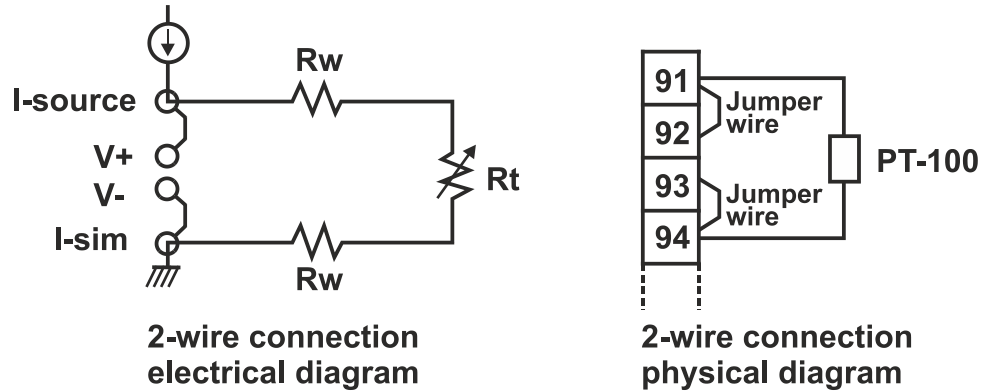 I-source
V+
V-
I-sim
Rw
Rt
Rw
2-wire connection
electrical diagram
91
92
93
94
Jumper
wire
Jumper
wire
PT-100
2-wire connection
physical diagram